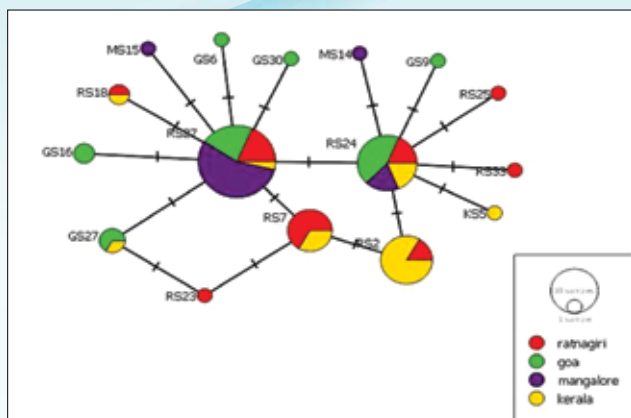 MS15
GS6
GS30
MS14
GS9
RS18
RS25
RS24
GS16
RS33
KS5
RS7
RS2
GS27
RS23
ratnagiri
goa
mangalore
kerala